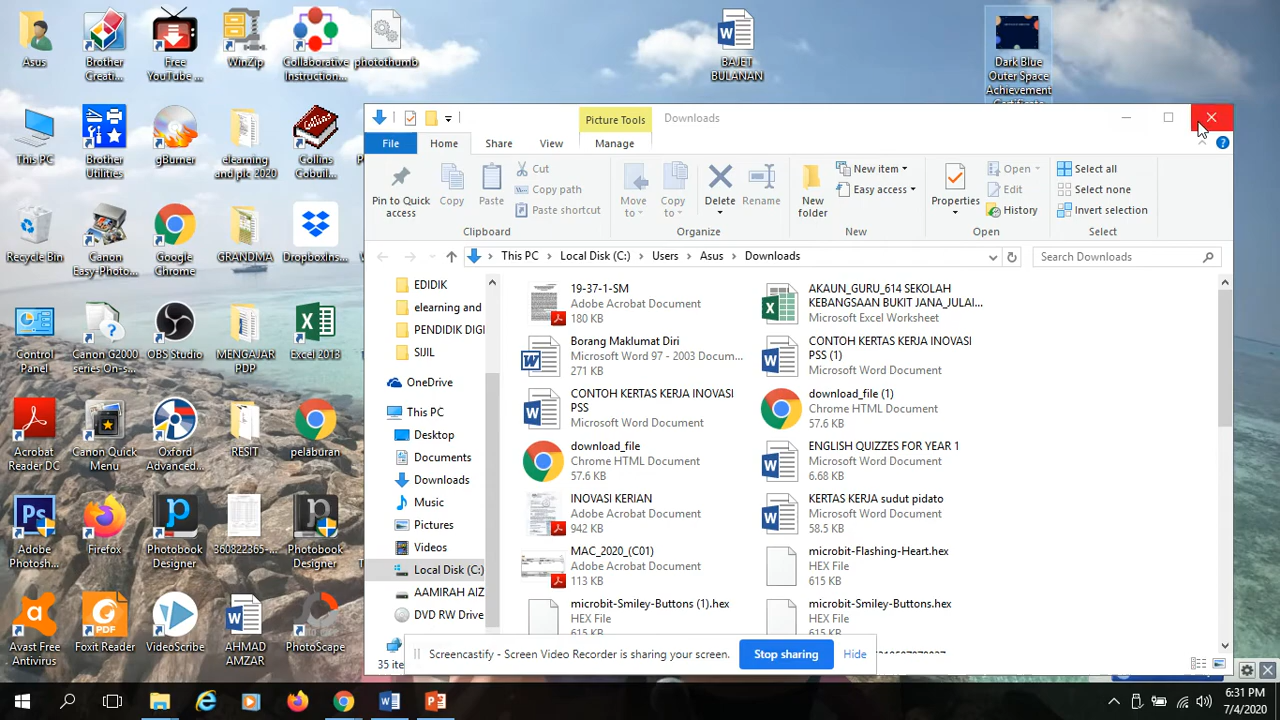 Asus
Brother
Creati...
Free
YouTube ...
WinZip
Collaborative
Instruction...
photothumb
BAJET
BULANAN
Dark Blue
Outer Space
Achievement
Certificate
This PC
Brother
Utilities
gBurner
elearning
and pic 2020
Collins
Cobuil...
Recycle Bin
Canon
Easy-Photo...
Google
Chrome
GRANDMA
DropboxIns...
Control
Panel
Canon G2000
series On-s...
OBS Studio
MENGAJAR
PDP
Excel 2013
Acrobat
Reader DC
Canon Quick
Menu
Oxford
Advanced...
RESIT
pelaburan
Adobe
Photosh...
Firefox
Photobook
Designer
360822365-...
Photobook
Designer
Avast Free
Antivirus
Foxit Reader
VideoScribe
AHMAD
AMZAR
PhotoScape
Picture Tools
Downloads
File
Home
Share
View
Manage
Pin to Quick
access
Copy
Paste
Cut
Copy path
Paste shortcut
Clipboard
Move
to
Copy
to
Delete
Rename
Organize
New
folder
New item
Easy access
New
Properties
Open
Edit
History
Open
Select all
Select none
Invert selection
Select
This PC > Local Disk (C:) > Users > Asus > Downloads
Search Downloads
EDIDIK
elearning and
PENDIDIK DIGI
SIJIL
OneDrive
This PC
Desktop
Documents
Downloads
Music
Pictures
Videos
Local Disk (C:)
AAMIRAH AIZ
DVD RW Drive
19-37-1-SM
Adobe Acrobat Document
180 KB
AKAUN_GURU_614 SEKOLAH
KEBANGSAAN BUKIT JANA_JULAI...
Microsoft Excel Worksheet
Borang Maklumat Diri
Microsoft Word 97 - 2003 Docum...
271 KB
CONTOH KERTAS KERJA INOVASI
PSS (1)
Microsoft Word Document
CONTOH KERTAS KERJA INOVASI
PSS
Microsoft Word Document
download_file (1)
Chrome HTML Document
57.6 KB
download_file
Chrome HTML Document
57.6 KB
ENGLISH QUIZZES FOR YEAR 1
Microsoft Word Document
6.68 KB
INOVASI KERIAN
Adobe Acrobat Document
942 KB
KERTAS KERJA sudut pidato
Microsoft Word Document
58.5 KB
MAC_2020_(C01)
Adobe Acrobat Document
113 KB
microbit-Flashing-Heart.hex
HEX File
615 KB
microbit-Smiley-Buttons (1).hex
HEX File
615 KB
microbit-Smiley-Buttons.hex
HEX File
615 KB
35 ite
Screencastify - Screen Video Recorder is sharing your screen.
Stop sharing
Hide
6:31 PM
7/4/2020